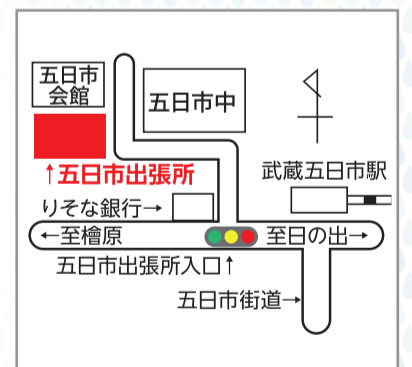 五日市
会館
五日市中
↑五日市出張所
武蔵五日市駅
りそな銀行→
←至檜原
至日の出→
五日市出張所入口↑
五日市街道→